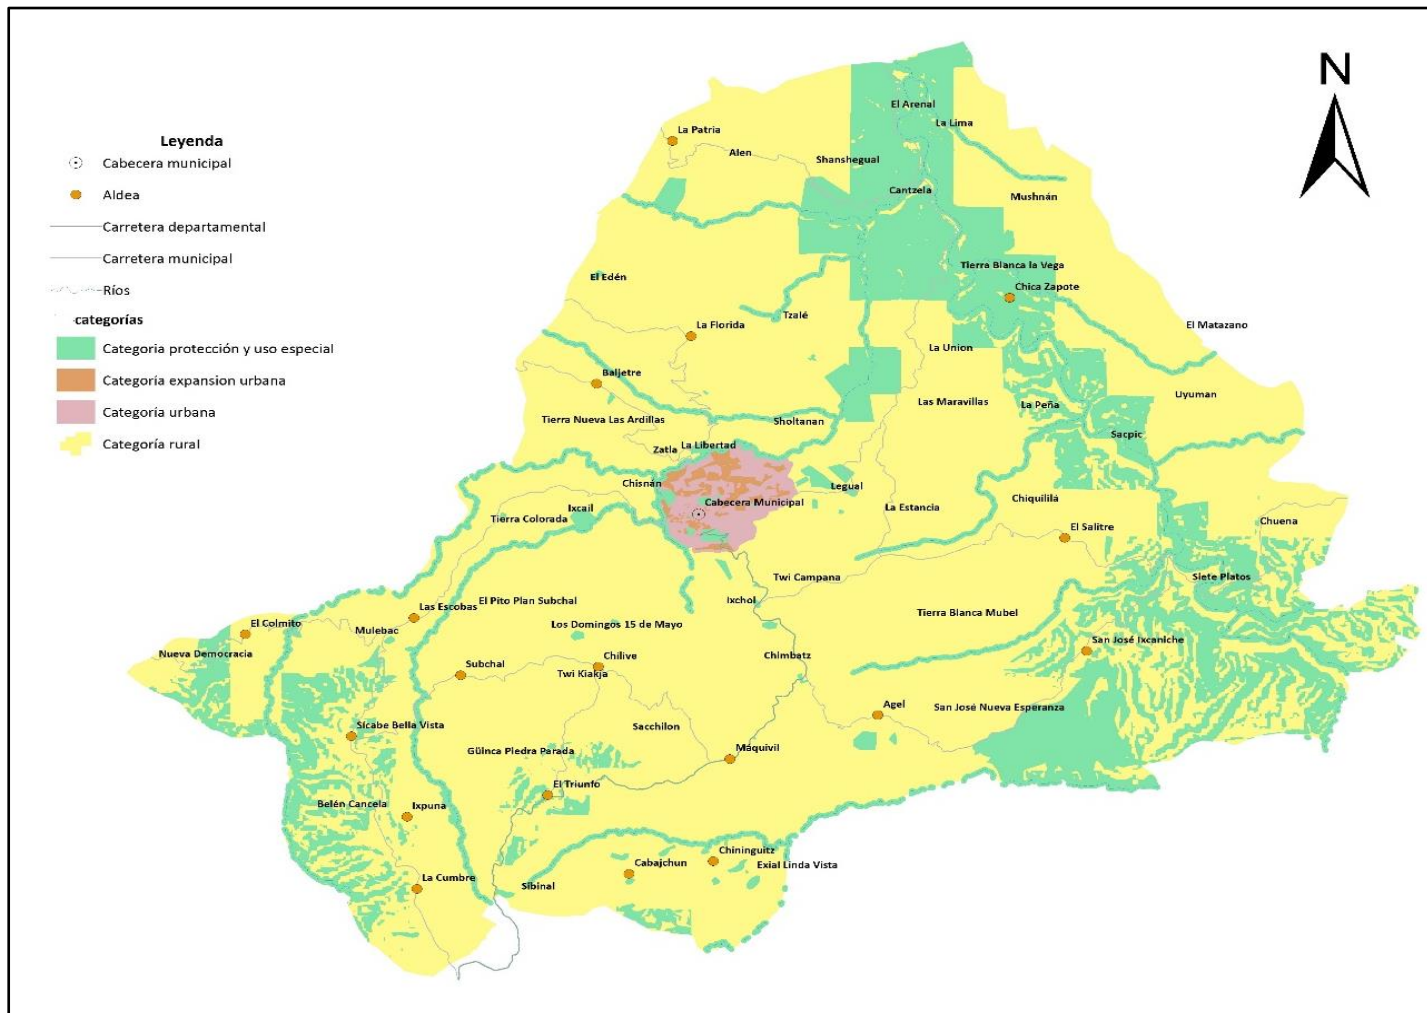 N
Leyenda
Cabecera municipal
Aldea
Carretera departamental
Carretera municipal
Ríos
categorías
Categoria protección y uso especial
Categoría expansion urbana
Categoría urbana
Categoría rural
El Arenal
La Lima
La Patria
Alen
Shanshegual
Cantzela
Mushnán
El Edén
Tierra Blanca la Vega
Chica Zapote
Tzalé
La Florida
El Matazano
La Union
Baljetre
Las Maravillas
La Peña
Uyuman
Tierra Nueva Las Ardillas
Sholtanan
Sacpic
Zatla
La Libertad
Chisnán
Legual
Cabecera Municipal
Chiquililá
Ixcail
Tierra Colorada
La Estancia
El Salitre
Chuena
Twi Campana
Siete Platos
El Pito Plan Subchal
Ixchol
Las Escobas
Tierra Blanca Mubel
El Colmito
Mulebac
Los Domingos 15 de Mayo
San José Ixcaniche
Nueva Democracia
Subchal
Chilive
Twi Kiakja
Chimbatz
Agel
San José Nueva Esperanza
Sicabe Bella Vista
Sacchilon
Güinca Piedra Parada
Máquivil
El Triunfo
Belén Cancela
Ixpuna
Chininguitz
Cabajchun
Exial Linda Vista
La Cumbre
Sibinal